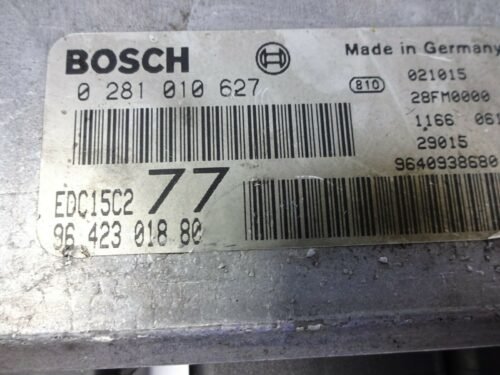 BOSCH
Made in Germany
0 281 010 627
810
021015
28FM0000
1166 061
29015
9640938680
EDC15C2
77
96 423 018 80